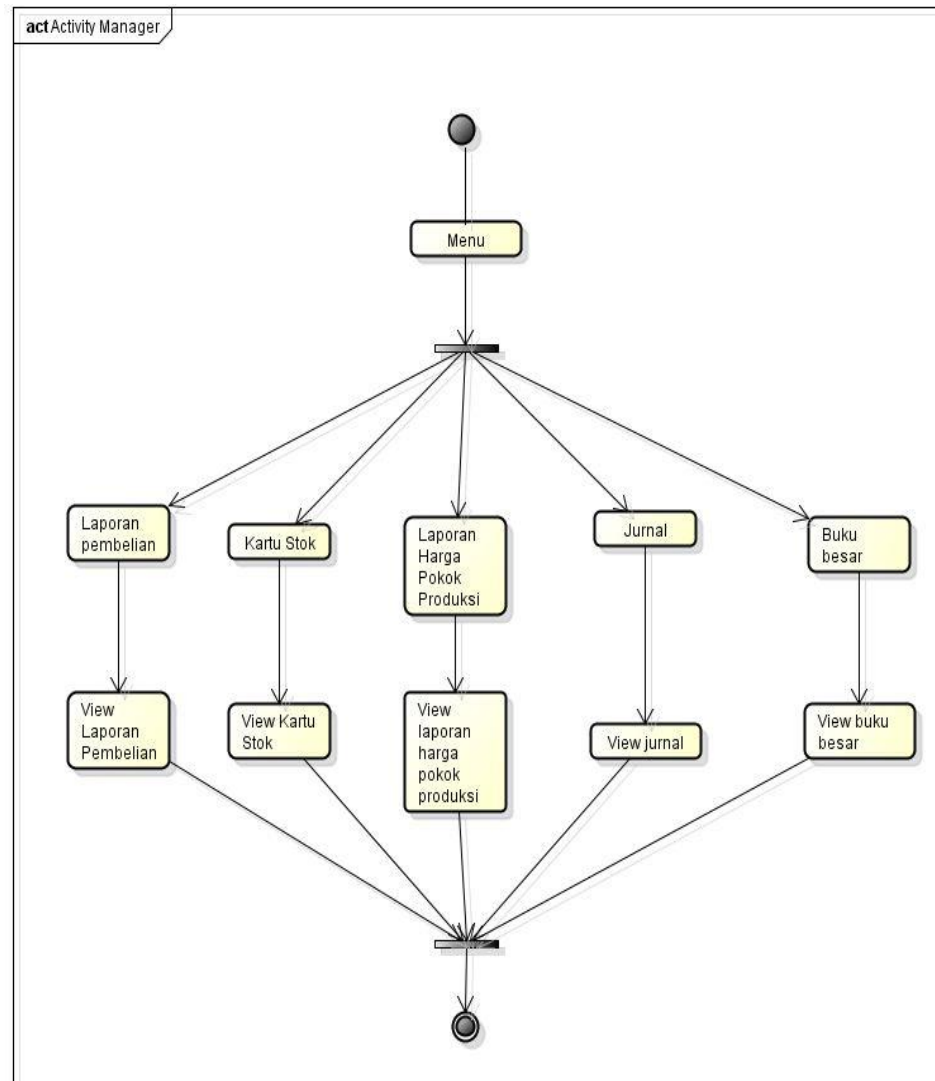 act Activity Manager
Menu
Laporan
pembelian
Kartu Stok
Laporan
Harga
Pokok
Produksi
Jurnal
Buku
besar
View
Laporan
Pembelian
View Kartu
Stok
View
laporan
harga
pokok
produksi
View jurnal
View buku
besar